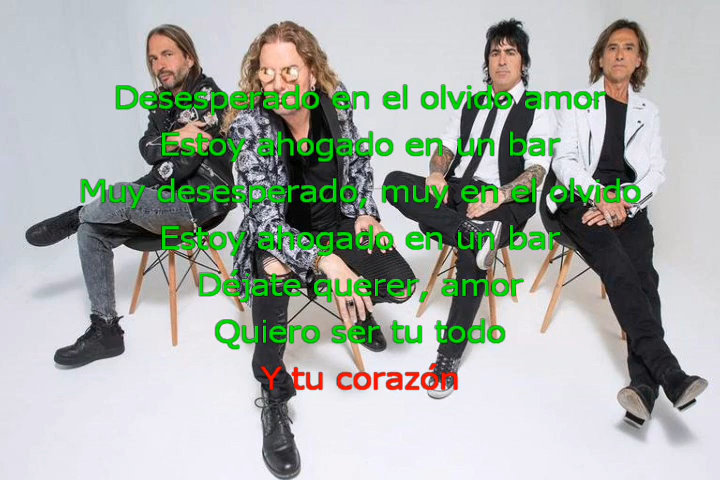 Desesperado en el olvido amor
Estoy ahogado en un bar
Muy desesperado, muy en el olvido
Estoy ahogado en un bar
Déjate querer, amor
Quiero ser tu todo
Y tu corazón